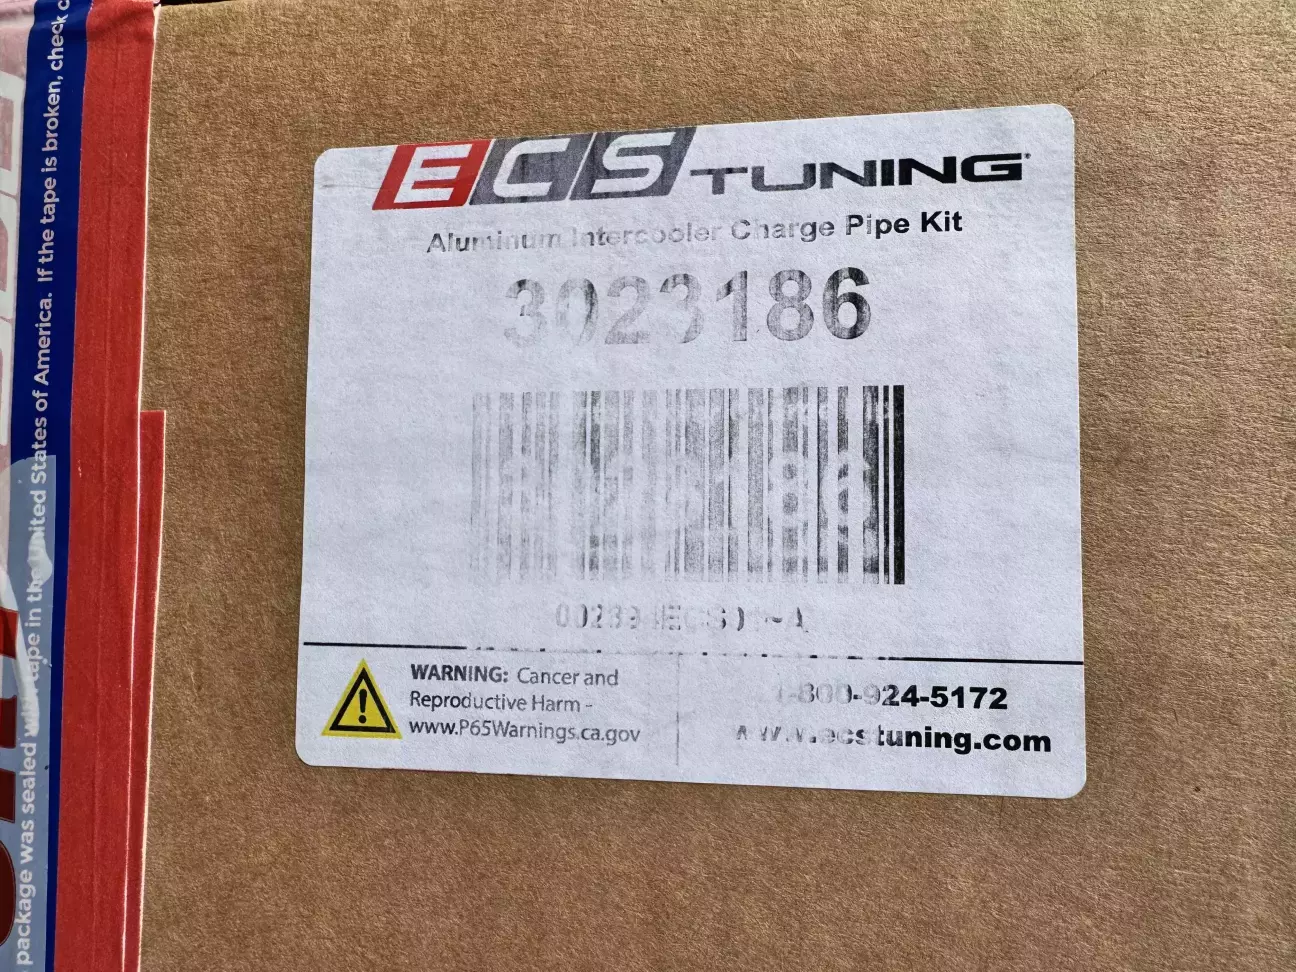 ECS TUNING
Aluminum Intercooler Charge Pipe Kit
3023186
WARNING: Cancer and
Reproductive Harm -
www.P65Warnings.ca.gov
1-800-924-5172
www.ecstuning.com
package was sealed with tape in the United States of America. If the tape is broken, check c